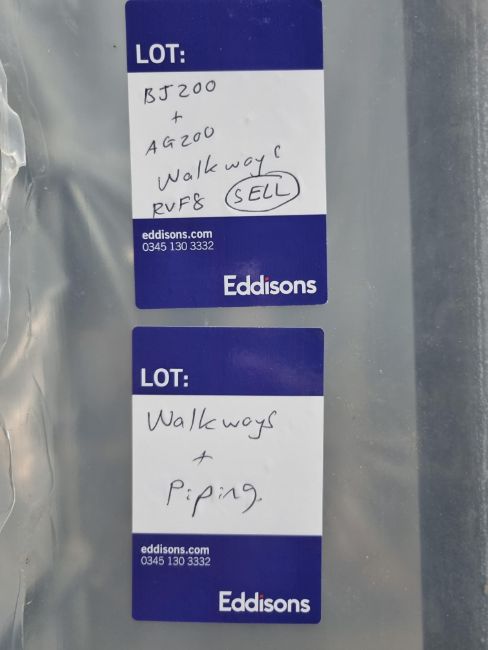 LOT:
BJ200
+
AG200
Walkways
RVF8 SELL
eddisons.com
0345 130 3332
Eddisons
LOT:
Walkways
+
Piping.
eddisons.com
0345 130 3332
Eddisons